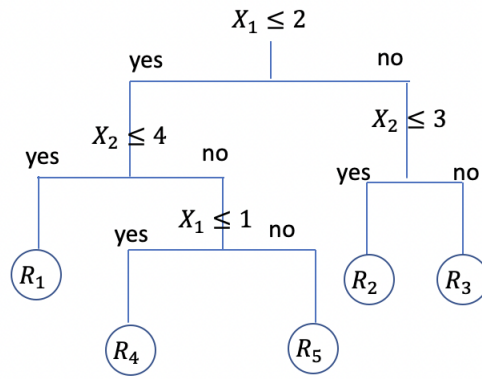 X₁ ≤ 2
yes no
X₂ ≤ 4 X₂ ≤ 3
yes no yes no
X₁ ≤ 1
yes no
R₁ R₂ R₃
R₄ R₅